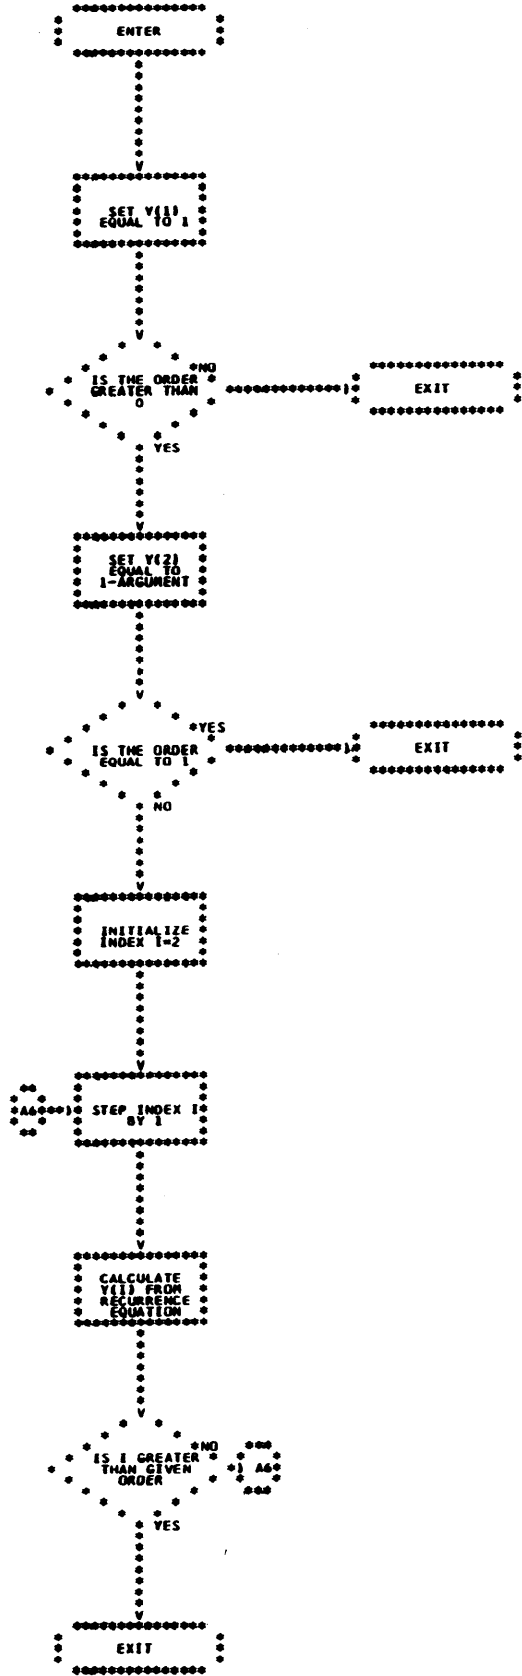 ENTER
SET Y(1)
EQUAL TO 1
NO
IS THE ORDER
GREATER THAN
0
EXIT
YES
SET Y(2)
EQUAL TO
1-ARGUMENT
YES
IS THE ORDER
EQUAL TO 1
EXIT
NO
INITIALIZE
INDEX I=2
A6
STEP INDEX I
BY 1
CALCULATE
Y(I) FROM
RECURRENCE
EQUATION
NO
IS I GREATER
THAN GIVEN
ORDER
A6
YES
EXIT